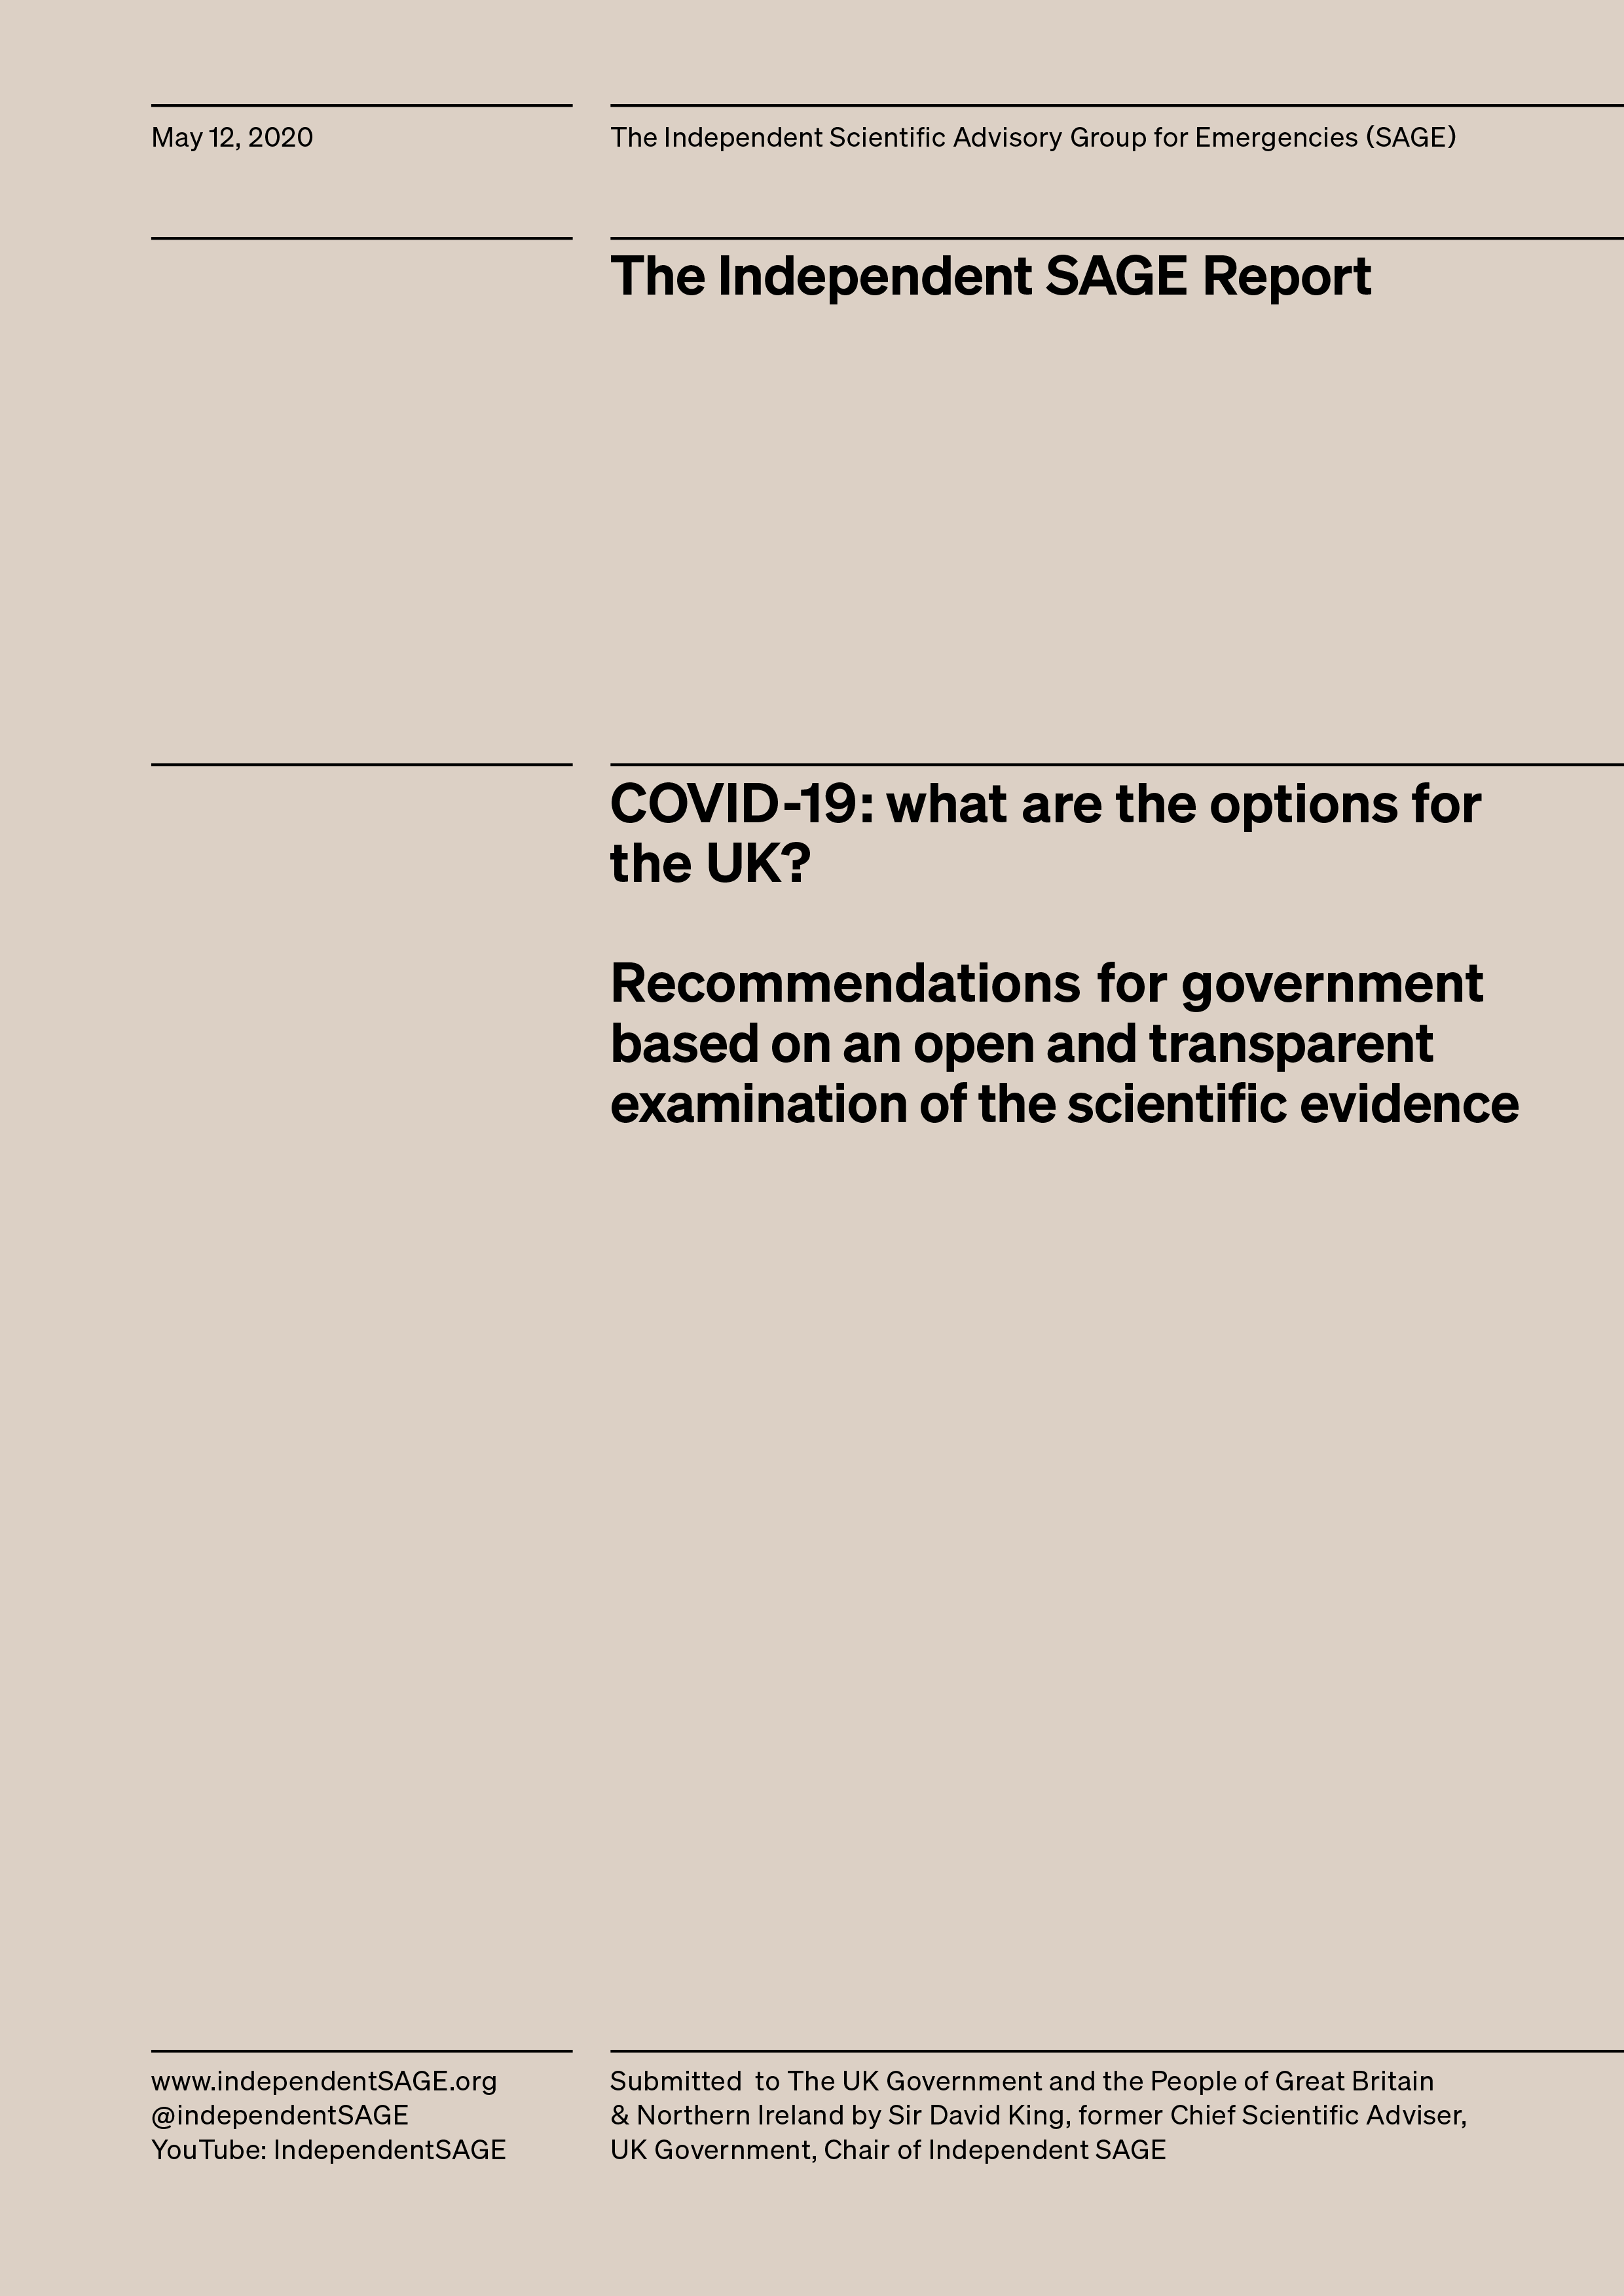 May 12, 2020
The Independent Scientific Advisory Group for Emergencies (SAGE)
The Independent SAGE Report
COVID-19: what are the options for
the UK?
Recommendations for government
based on an open and transparent
examination of the scientific evidence
www.independentSAGE.org
@independentSAGE
YouTube: IndependentSAGE
Submitted to The UK Government and the People of Great Britain
& Northern Ireland by Sir David King, former Chief Scientific Adviser,
UK Government, Chair of Independent SAGE